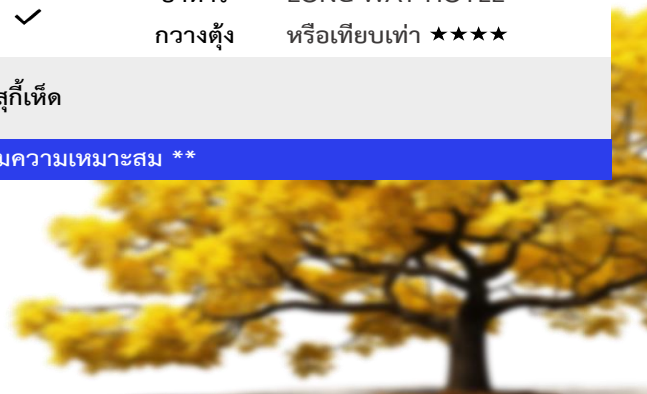 ✓ กวางตุ้ง หรือเทียบเท่า ★★★★
สุกี้เห็ด
มความเหมาะสม **